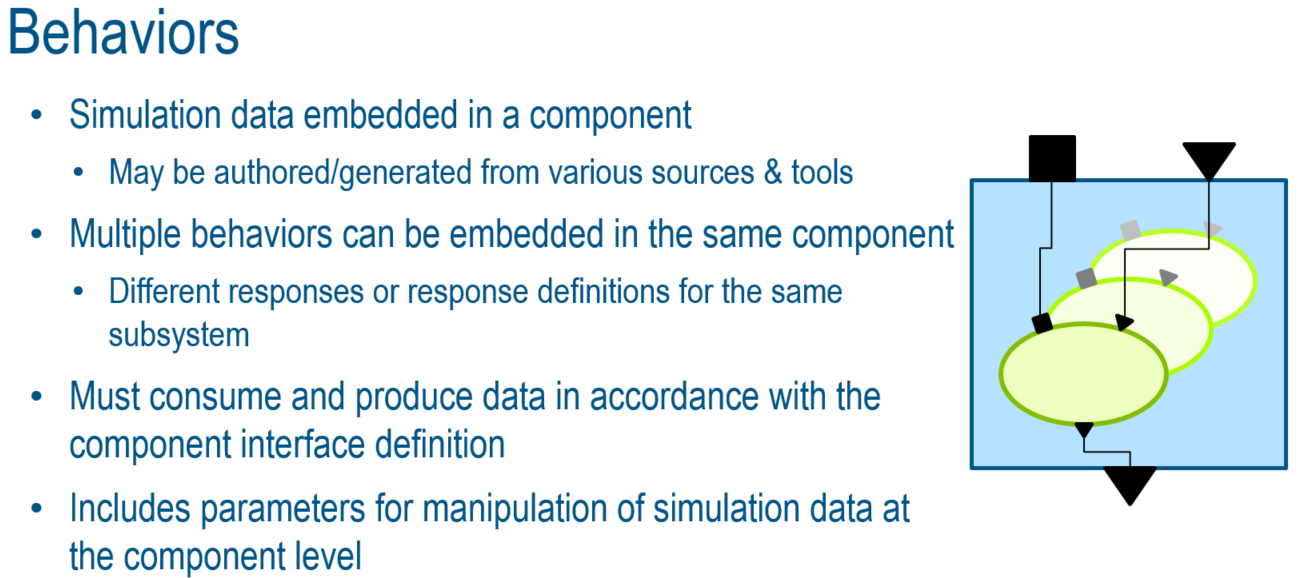 Behaviors
• Simulation data embedded in a component
• May be authored/generated from various sources & tools
• Multiple behaviors can be embedded in the same component
• Different responses or response definitions for the same
subsystem
• Must consume and produce data in accordance with the
component interface definition
• Includes parameters for manipulation of simulation data at
the component level